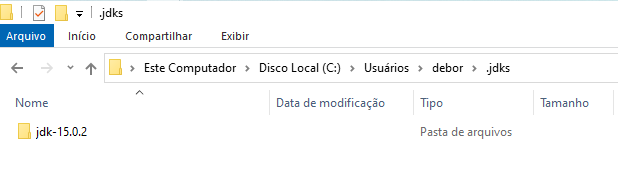 .jdks
Arquivo Início Compartilhar Exibir
Este Computador Disco Local (C:) Usuários debor .jdks
Nome Data de modificação Tipo Tamanho
jdk-15.0.2 Pasta de arquivos